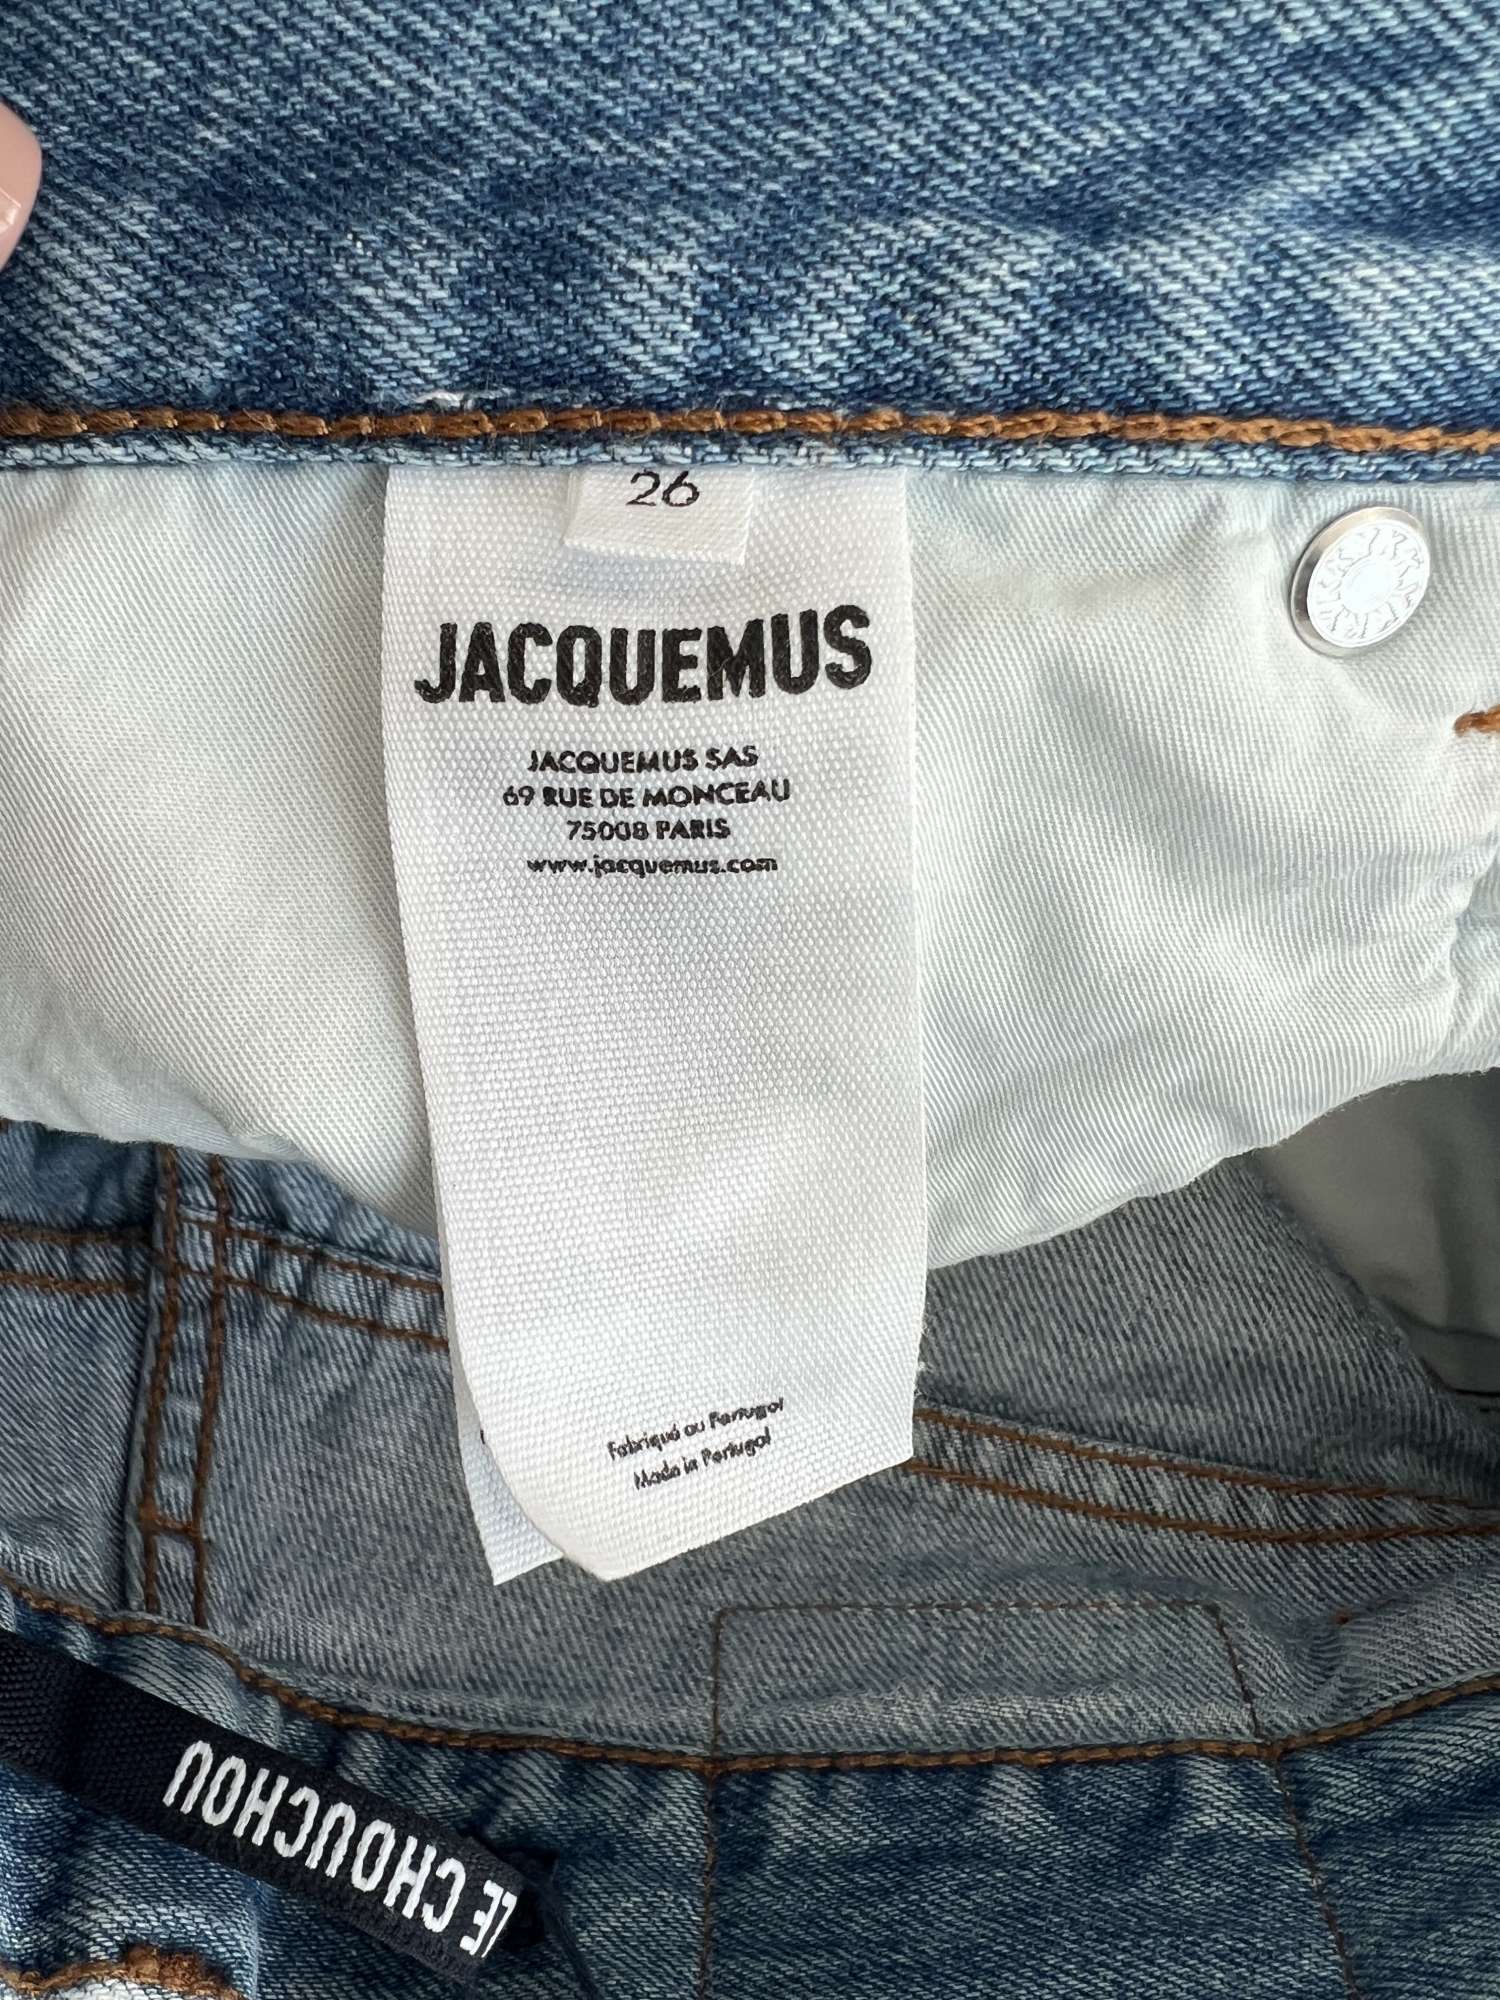 26
JACQUEMUS
JACQUEMUS SAS
69 RUE DE MONCEAU
75008 PARIS
www.jacquemus.com
Fabriqué au Portugal
Made in Portugal
LE CHOUCHOU